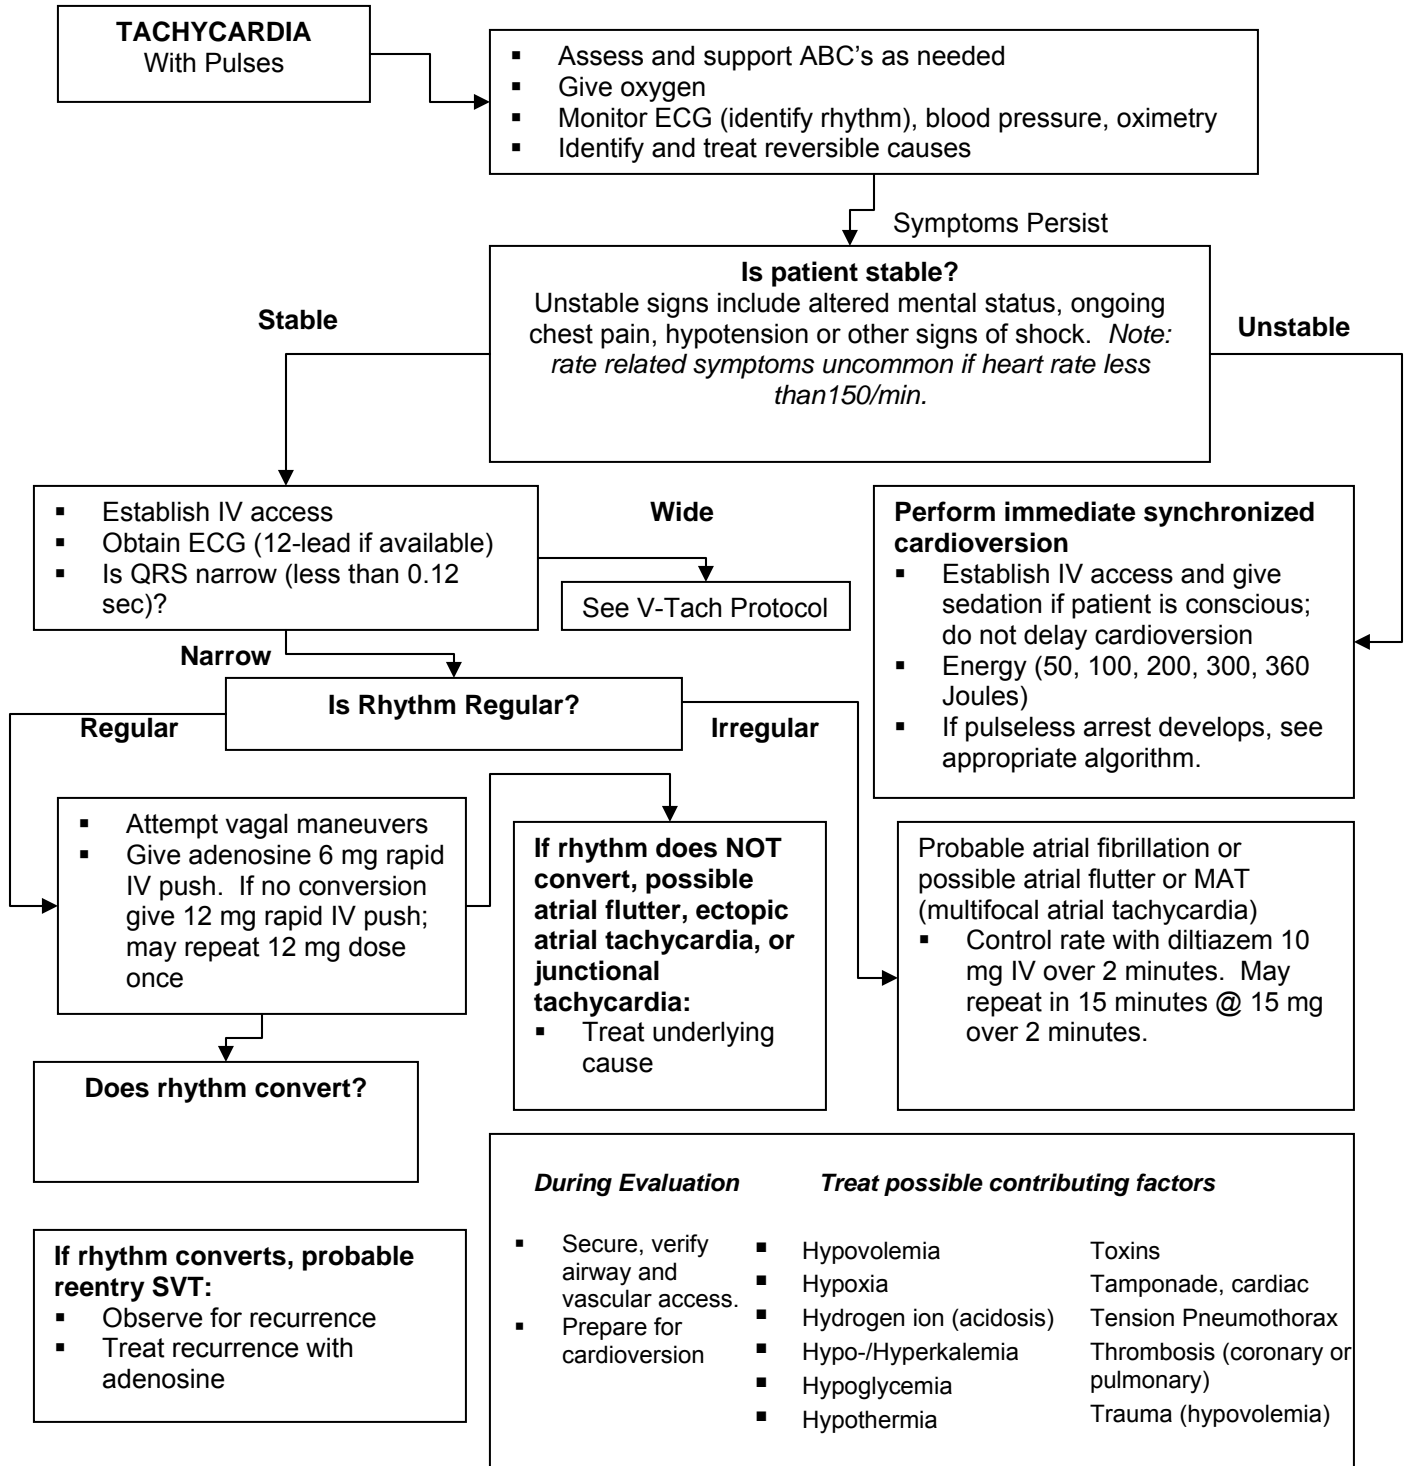 TACHYCARDIA
With Pulses
▪ Assess and support ABC's as needed
▪ Give oxygen
▪ Monitor ECG (identify rhythm), blood pressure, oximetry
▪ Identify and treat reversible causes
Symptoms Persist
Is patient stable?
Unstable signs include altered mental status, ongoing
chest pain, hypotension or other signs of shock. Note:
rate related symptoms uncommon if heart rate less
than150/min.
Stable
Unstable
▪ Establish IV access
▪ Obtain ECG (12-lead if available)
▪ Is QRS narrow (less than 0.12
sec)?
Wide
See V-Tach Protocol
Perform immediate synchronized
cardioversion
▪ Establish IV access and give
sedation if patient is conscious;
do not delay cardioversion
▪ Energy (50, 100, 200, 300, 360
Joules)
▪ If pulseless arrest develops, see
appropriate algorithm.
Narrow
Is Rhythm Regular?
Regular
Irregular
▪ Attempt vagal maneuvers
▪ Give adenosine 6 mg rapid
IV push. If no conversion
give 12 mg rapid IV push;
may repeat 12 mg dose
once
If rhythm does NOT
convert, possible
atrial flutter, ectopic
atrial tachycardia, or
junctional
tachycardia:
▪ Treat underlying
cause
Probable atrial fibrillation or
possible atrial flutter or MAT
(multifocal atrial tachycardia)
▪ Control rate with diltiazem 10
mg IV over 2 minutes. May
repeat in 15 minutes @ 15 mg
over 2 minutes.
Does rhythm convert?
If rhythm converts, probable
reentry SVT:
▪ Observe for recurrence
▪ Treat recurrence with
adenosine
During Evaluation
▪ Secure, verify
airway and
vascular access.
▪ Prepare for
cardioversion
Treat possible contributing factors
▪ Hypovolemia
▪ Hypoxia
▪ Hydrogen ion (acidosis)
▪ Hypo-/Hyperkalemia
▪ Hypoglycemia
▪ Hypothermia
Toxins
Tamponade, cardiac
Tension Pneumothorax
Thrombosis (coronary or
pulmonary)
Trauma (hypovolemia)